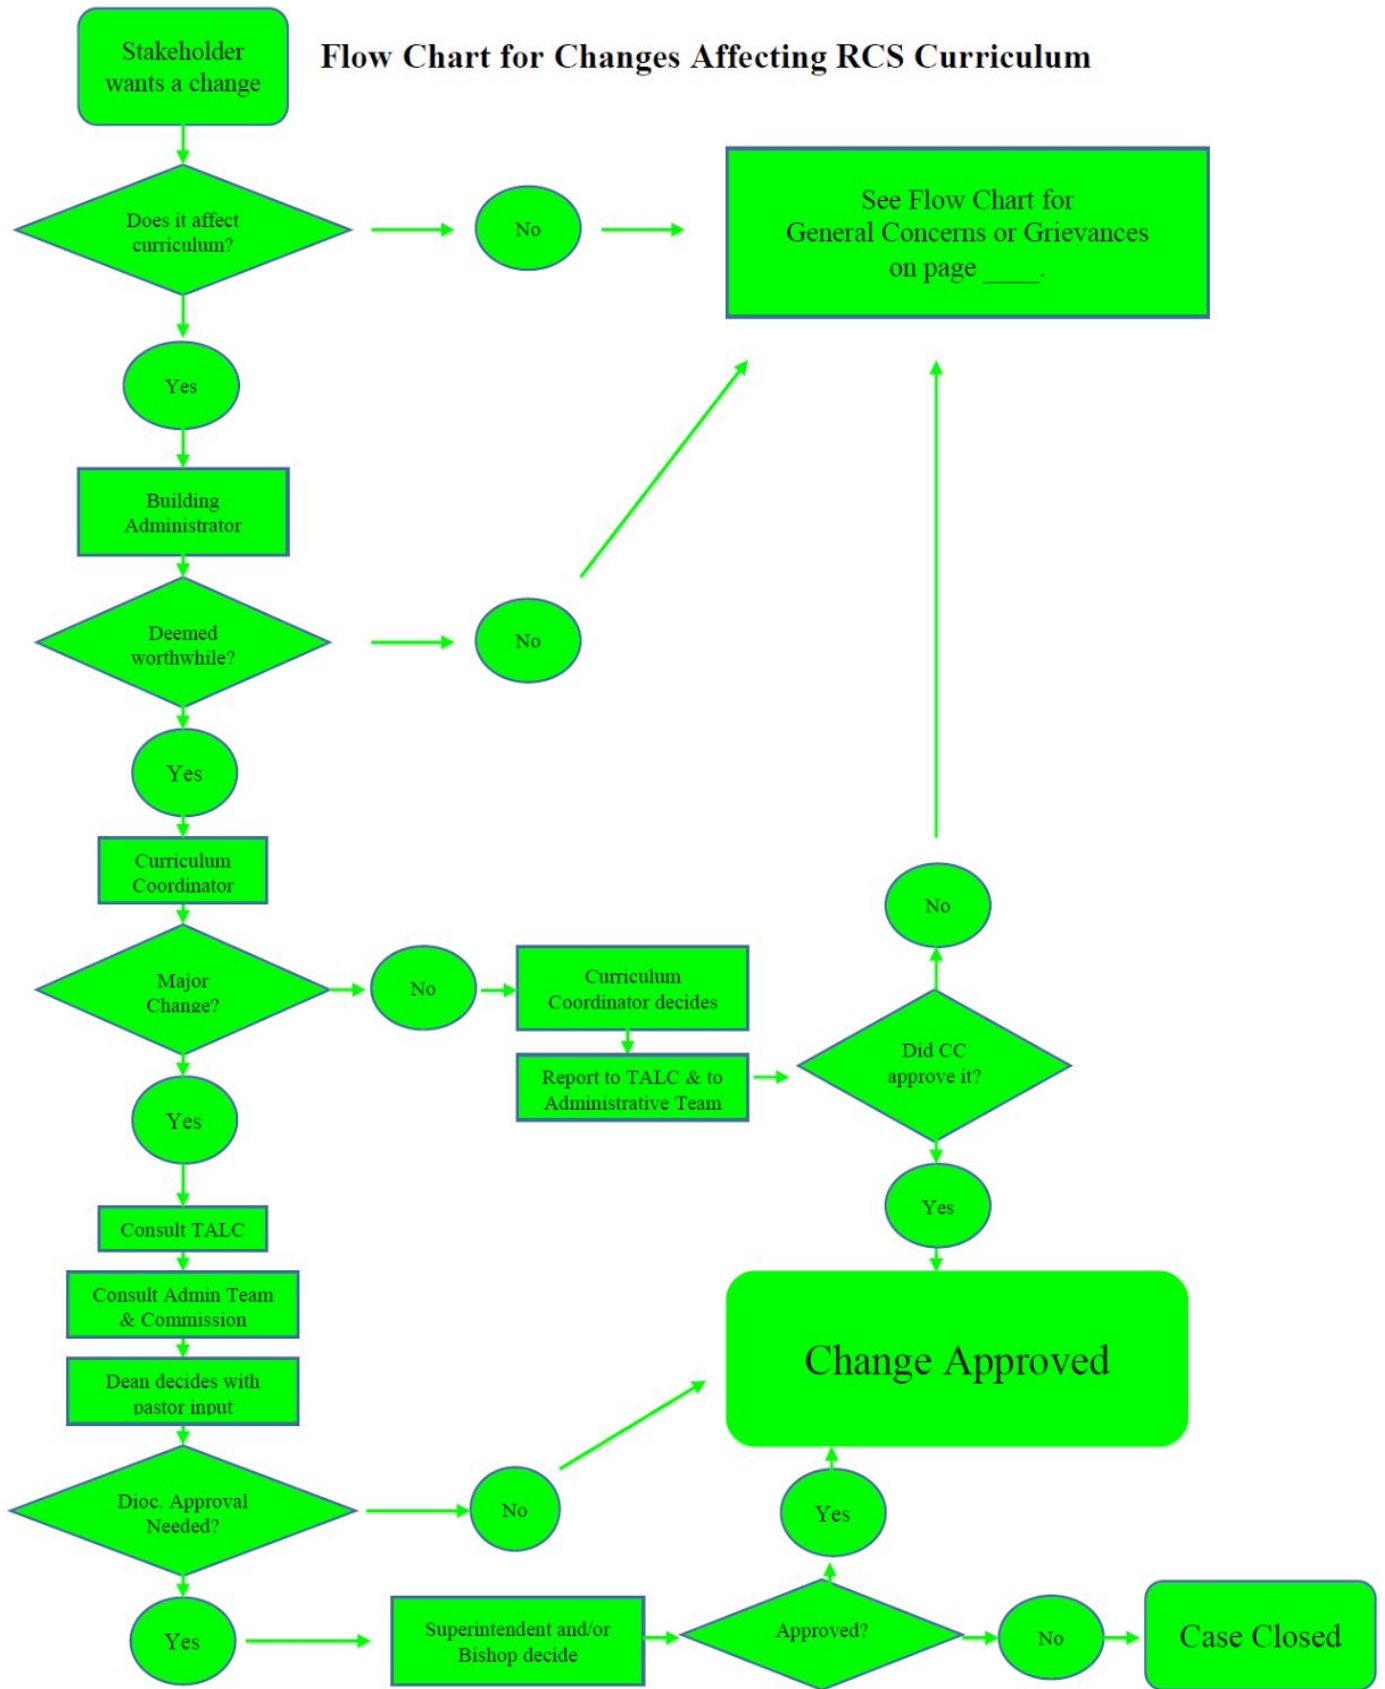 Stakeholder
wants a change
Flow Chart for Changes Affecting RCS Curriculum
Does it affect
curriculum?
No
See Flow Chart for
General Concerns or Grievances
on page ____.
Yes
Building
Administrator
Deemed
worthwhile?
No
Yes
Curriculum
Coordinator
No
Major
Change?
No
Curriculum
Coordinator decides
Report to TALC & to
Administrative Team
Did CC
approve it?
Yes
Yes
Consult TALC
Consult Admin Team
& Commission
Dean decides with
pastor input
Change Approved
Dioc. Approval
Needed?
No
Yes
Yes
Superintendent and/or
Bishop decide
Approved?
No
Case Closed